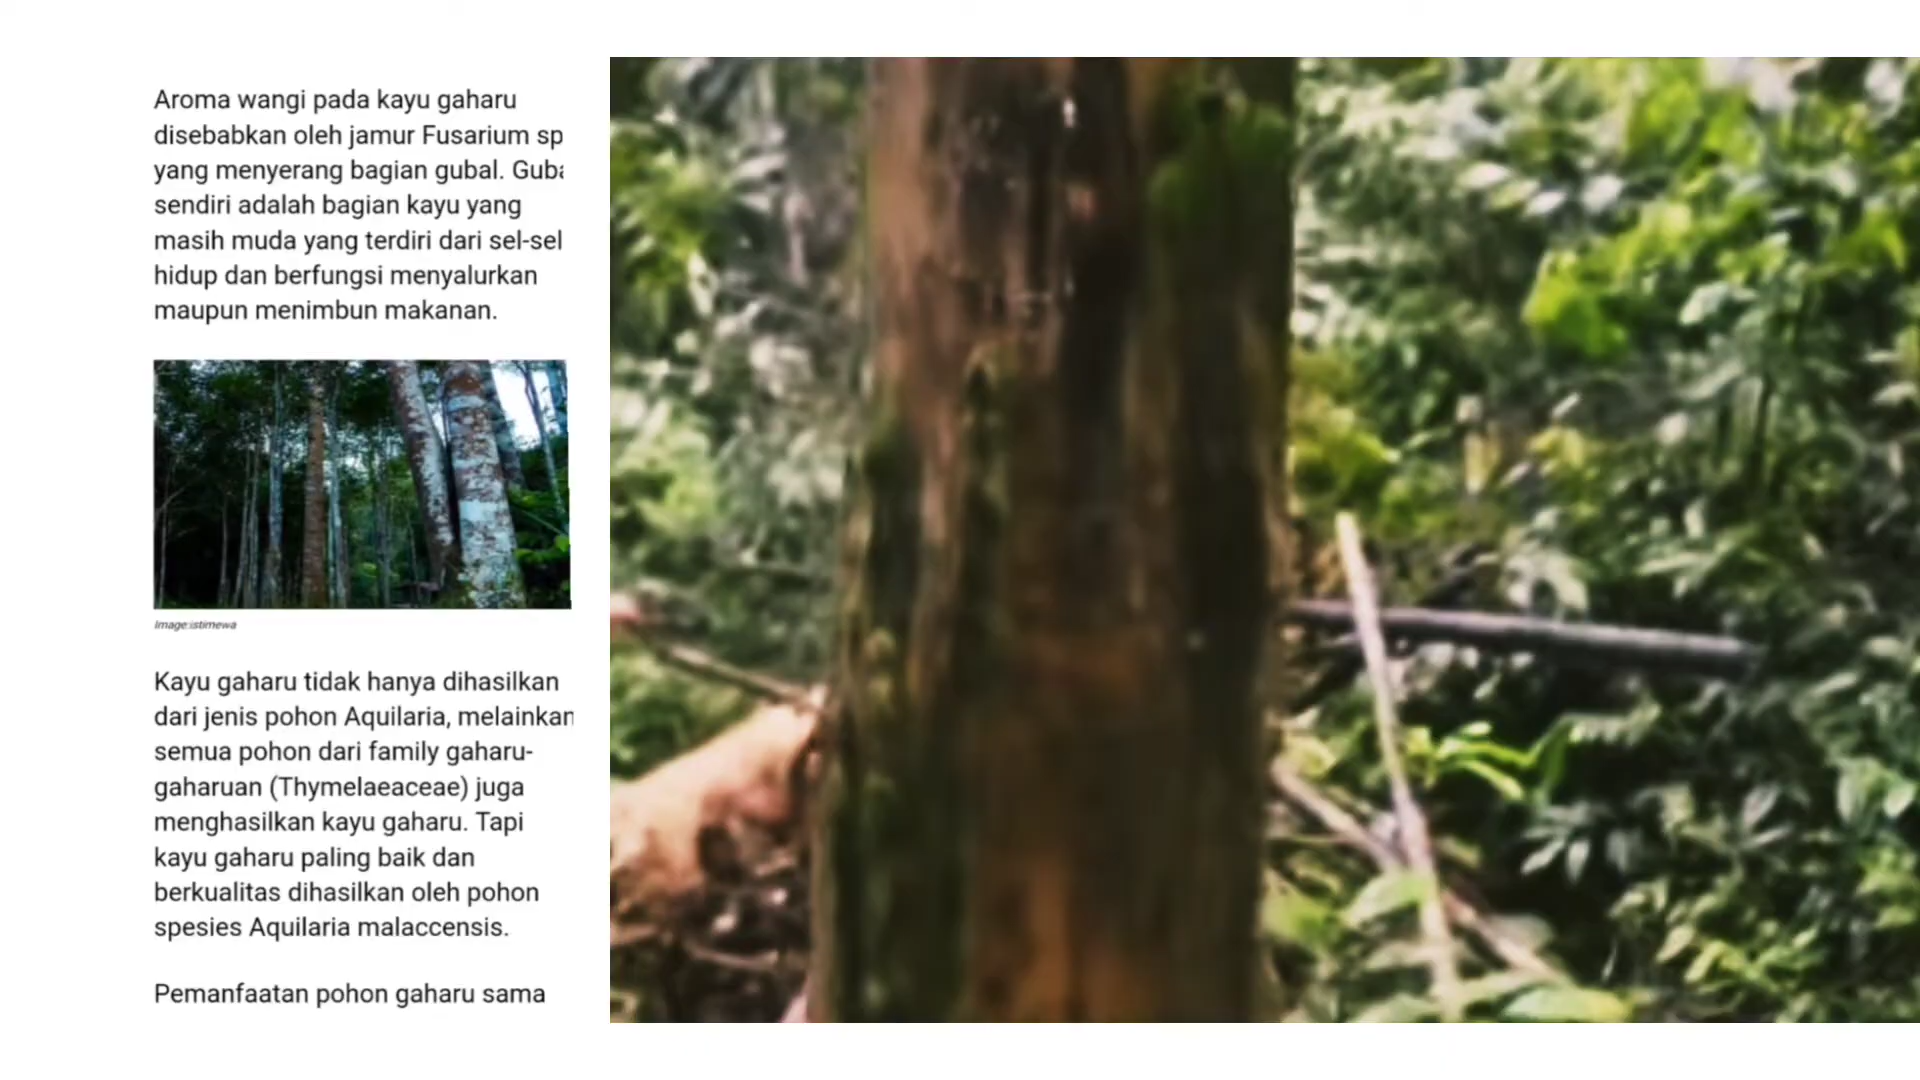 Aroma wangi pada kayu gaharu
disebabkan oleh jamur Fusarium sp
yang menyerang bagian gubal. Guba
sendiri adalah bagian kayu yang
masih muda yang terdiri dari sel-sel
hidup dan berfungsi menyalurkan
maupun menimbun makanan.
Image:istimewa
Kayu gaharu tidak hanya dihasilkan
dari jenis pohon Aquilaria, melainkan
semua pohon dari family gaharu-
gaharuan (Thymelaeaceae) juga
menghasilkan kayu gaharu. Tapi
kayu gaharu paling baik dan
berkualitas dihasilkan oleh pohon
spesies Aquilaria malaccensis.
Pemanfaatan pohon gaharu sama